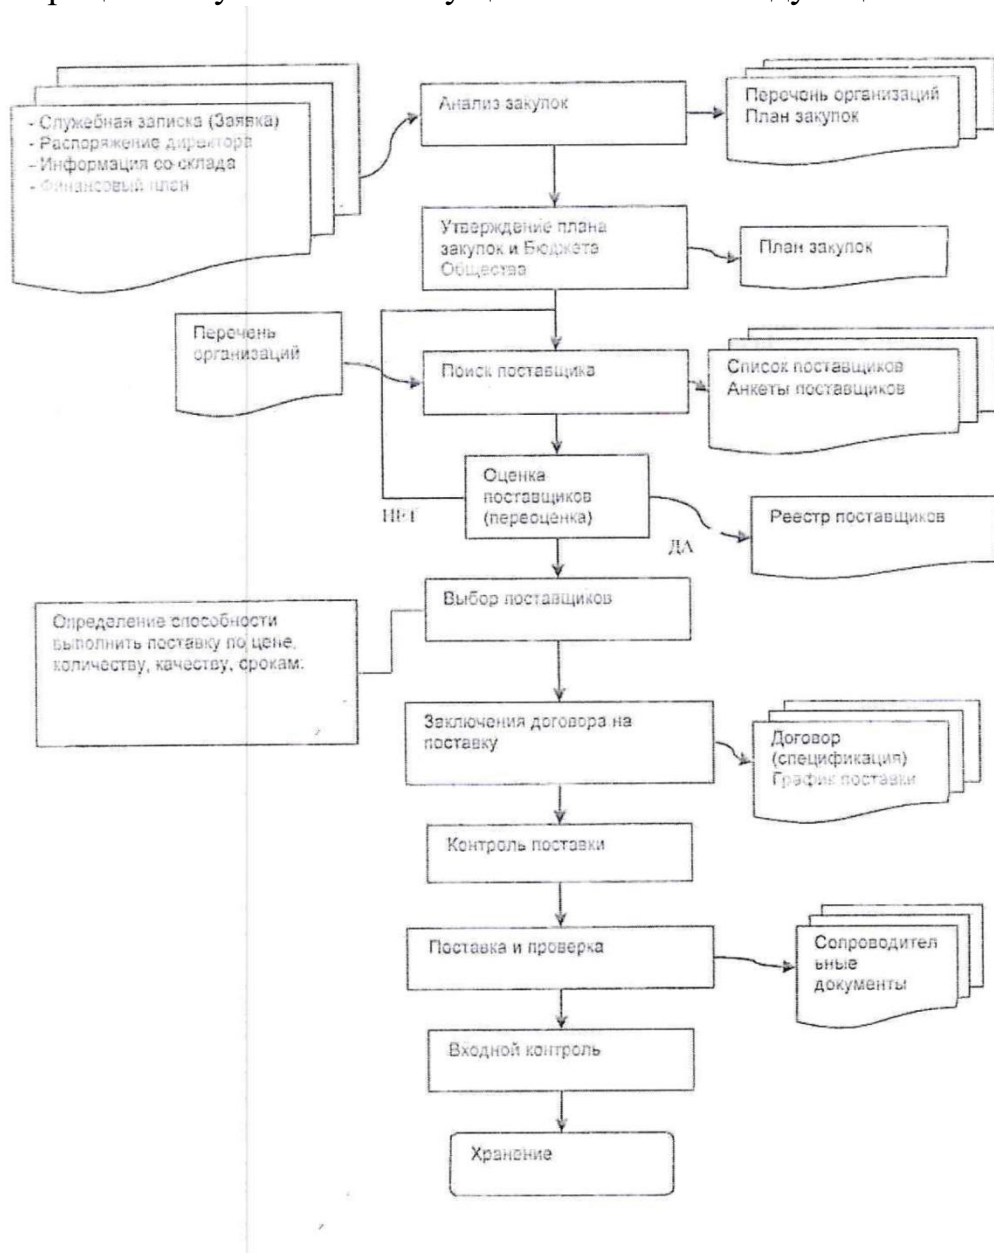 - Служебная записка (Заявка)
- Распоряжение директора
- Информация со склада
- Финансовый план
Анализ закупок
Перечень организаций
План закупок
Утверждение плана
закупок и Бюджета
Общества
План закупок
Перечень
организаций
Поиск поставщика
Список поставщиков
Анкеты поставщиков
Оценка
поставщиков
(переоценка)
НЕТ
ДА
Реестр поставщиков
Выбор поставщиков
Определение способности
выполнить поставку по цене,
количеству, качеству, срокам:
Заключения договора на
поставку
Договор
(спецификация)
График поставки
Контроль поставки
Поставка и проверка
Сопроводител
ьные
документы
Входной контроль
Хранение